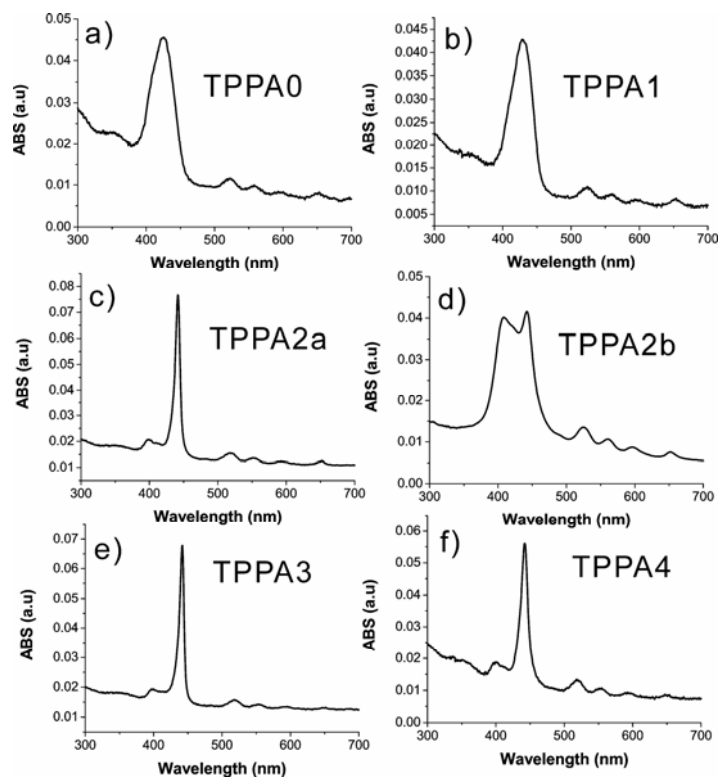 a)
TPPA0
ABS (a.u)
0.05
0.04
0.03
0.02
0.01
0.00
300 400 500 600 700
Wavelength (nm)
b)
TPPA1
ABS (a.u)
0.045
0.040
0.035
0.030
0.025
0.020
0.015
0.010
0.005
300 400 500 600 700
Wavelength (nm)
c)
TPPA2a
ABS (a.u)
0.08
0.07
0.06
0.05
0.04
0.03
0.02
0.01
300 400 500 600 700
Wavelength (nm)
d)
TPPA2b
ABS (a.u)
0.05
0.04
0.03
0.02
0.01
0.00
300 400 500 600 700
Wavelength (nm)
e)
TPPA3
ABS (a.u)
0.07
0.06
0.05
0.04
0.03
0.02
0.01
300 400 500 600 700
Wavelength (nm)
f)
TPPA4
ABS (a.u)
0.06
0.05
0.04
0.03
0.02
0.01
0.00
300 400 500 600 700
Wavelength (nm)